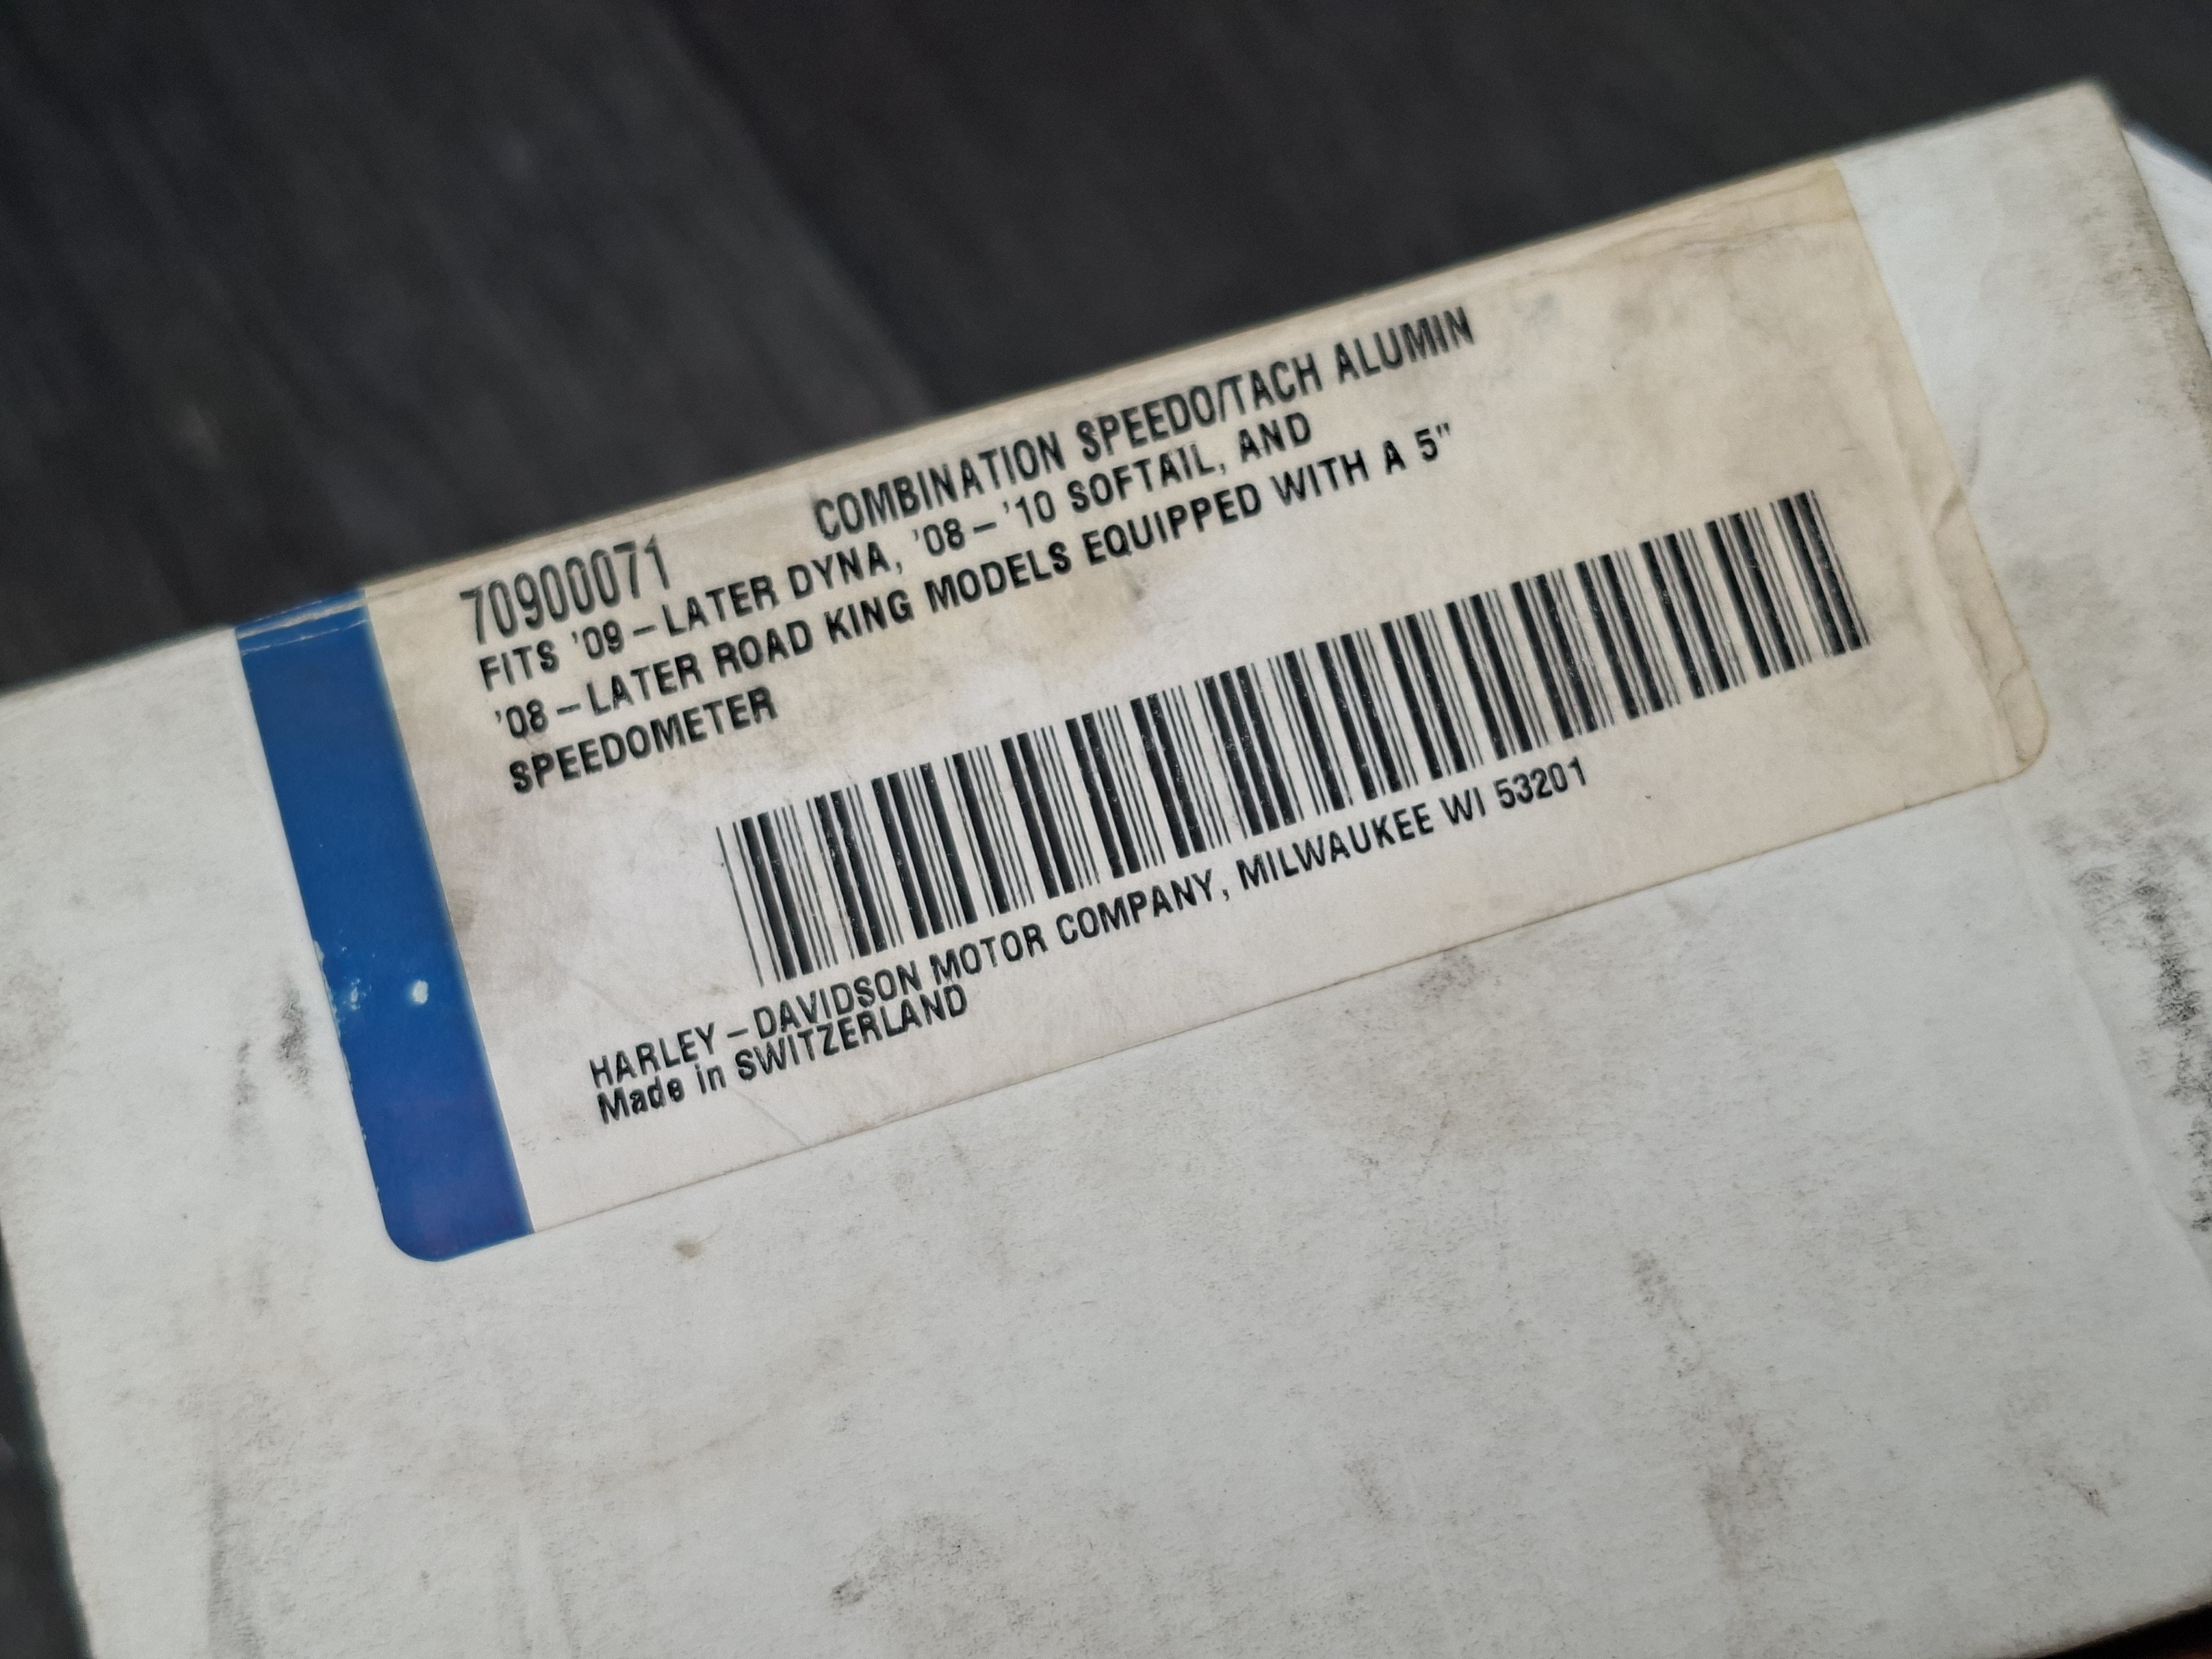 70900071 COMBINATION SPEEDO/TACH ALUMIN
FITS '09-LATER DYNA, '08-'10 SOFTAIL, AND
'08-LATER ROAD KING MODELS EQUIPPED WITH A 5"
SPEEDOMETER
HARLEY-DAVIDSON MOTOR COMPANY, MILWAUKEE WI 53201
Made in SWITZERLAND